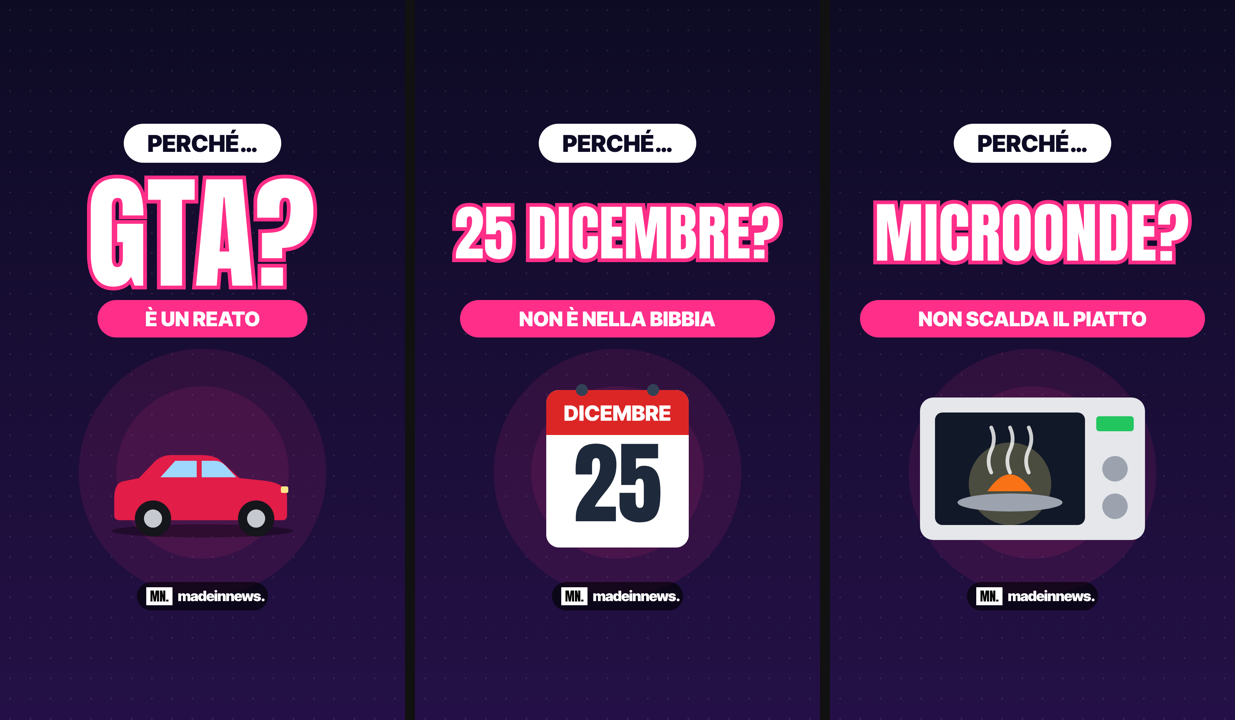 PERCHÉ...
GTA?
È UN REATO
MN. madeinnews.
PERCHÉ...
25 DICEMBRE?
NON È NELLA BIBBIA
DICEMBRE
25
MN. madeinnews.
PERCHÉ...
MICROONDE?
NON SCALDA IL PIATTO
MN. madeinnews.